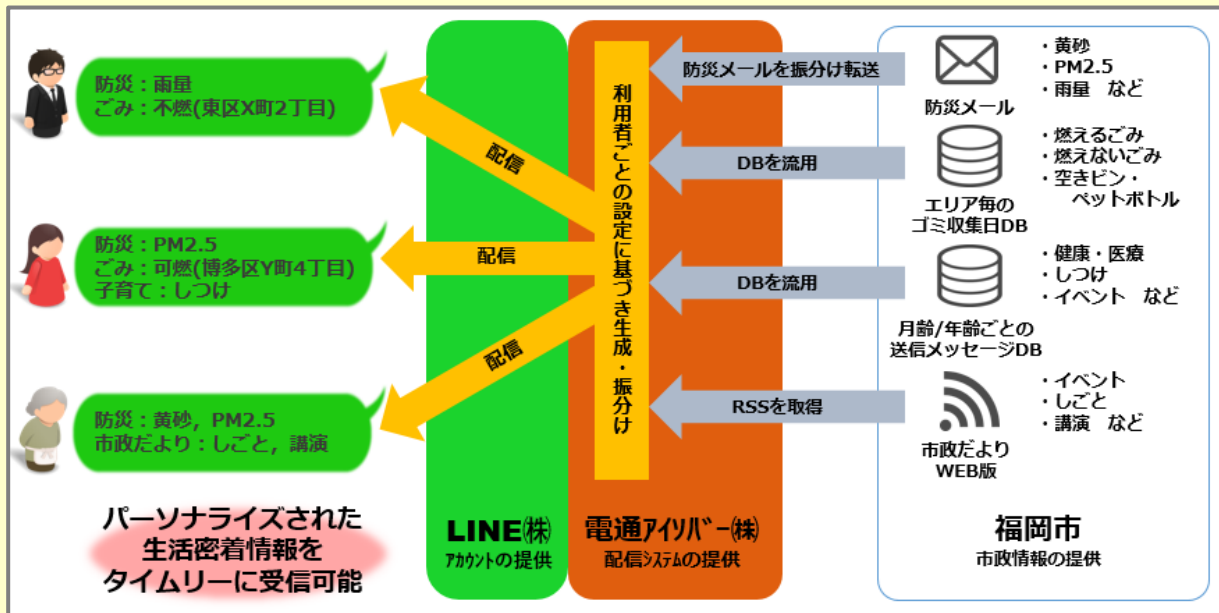 防災：雨量
ごみ：不燃(東区X町2丁目)
防災：PM2.5
ごみ：可燃(博多区Y町4丁目)
子育て：しつけ
防災：黄砂，PM2.5
市政だより：しごと，講演
パーソナライズされた
生活密着情報を
タイムリーに受信可能
配信
配信
配信
LINE㈱
アカウントの提供
利用者ごとの設定に基づき生成・振分け
電通アイソバー㈱
配信システムの提供
防災メールを振分け転送
DBを流用
DBを流用
RSSを取得
防災メール
・黄砂
・PM2.5
・雨量　など
エリア毎の
ゴミ収集日DB
・燃えるごみ
・燃えないごみ
・空きビン・
ペットボトル
月齢/年齢ごとの
送信メッセージDB
・健康・医療
・しつけ
・イベント　など
市政だより
WEB版
・イベント
・しごと
・講演　など
福岡市
市政情報の提供